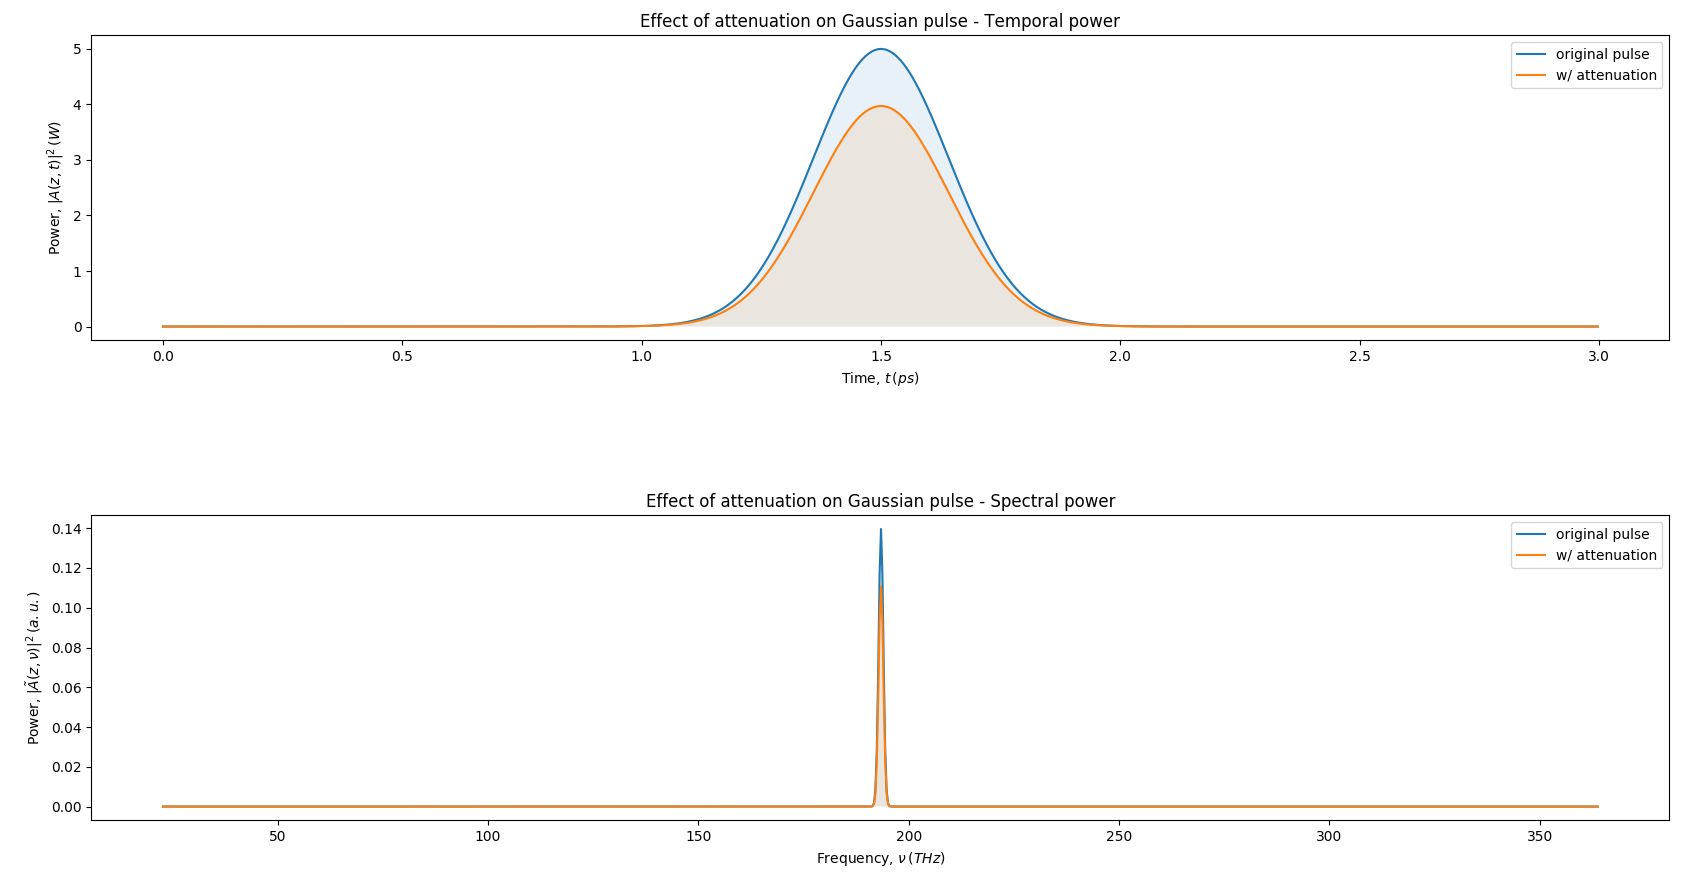 Effect of attenuation on Gaussian pulse - Temporal power
original pulse
w/ attenuation
Power, |A(z, t)|² (W)
5
4
3
2
1
0
0.0 0.5 1.0 1.5 2.0 2.5 3.0
Time, t (ps)
Effect of attenuation on Gaussian pulse - Spectral power
original pulse
w/ attenuation
Power, |Ã(z, ν)|² (a. u. )
0.14
0.12
0.10
0.08
0.06
0.04
0.02
0.00
50 100 150 200 250 300 350
Frequency, ν (THz)